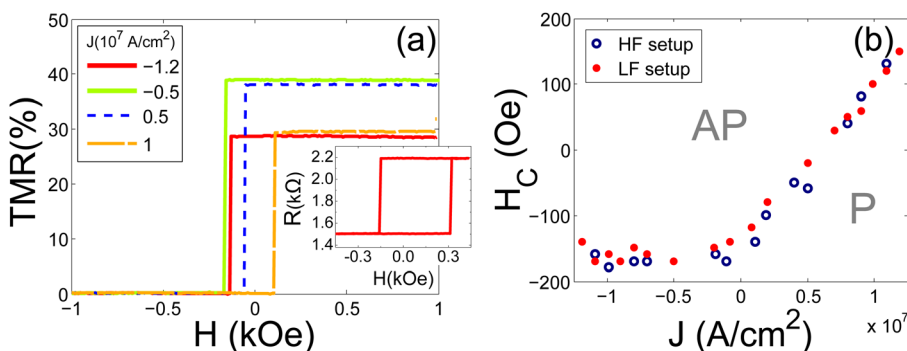 (a)
J(10⁷ A/cm²)
−1.2
−0.5
0.5
1
TMR(%)
50
40
30
20
10
0
−1
−0.5
0
0.5
1
H (kOe)
R(kΩ)
2.2
2.0
1.8
1.6
1.4
−0.3
0.0
0.3
H(kOe)
(b)
HF setup
LF setup
AP
P
H_C (Oe)
200
100
0
−100
−200
−1
−0.5
0
0.5
1
x 10⁷
J (A/cm²)